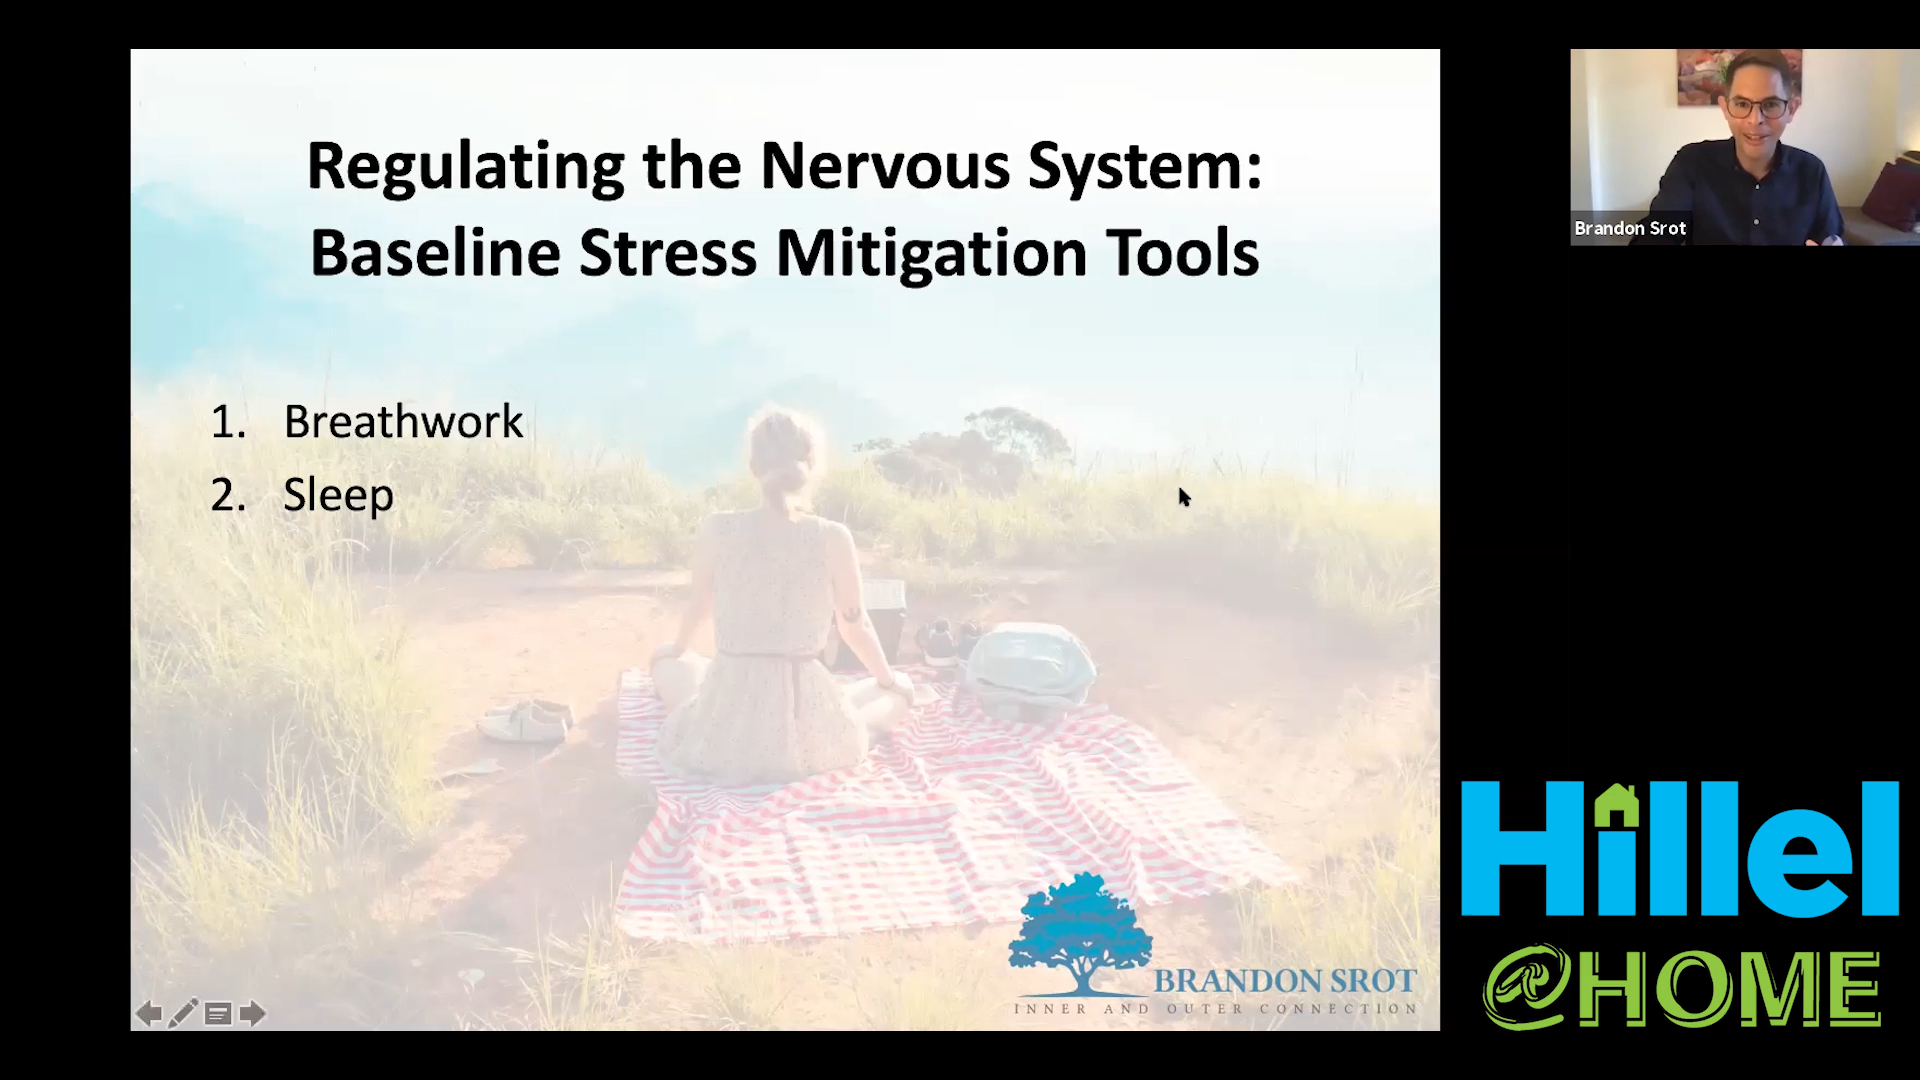 Regulating the Nervous System:
Baseline Stress Mitigation Tools
1. Breathwork
2. Sleep
BRANDON SROT
INNER AND OUTER CONNECTION
Brandon Srot
Hillel
@HOME